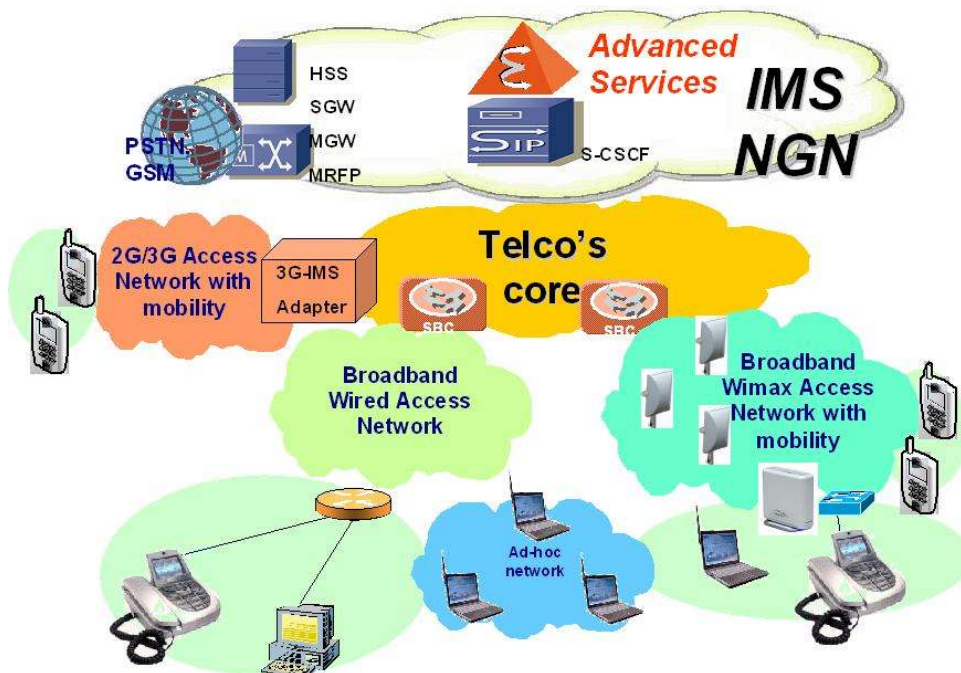 HSS
SGW
MGW
MRFP
PSTN,
GSM
M
Advanced
Services
SIP
S-CSCF
IMS
NGN
2G/3G Access
Network with
mobility
3G-IMS
Adapter
Telco's
core
SBC
SBC
Broadband
Wired Access
Network
Broadband
Wimax Access
Network with
mobility
Ad-hoc
network